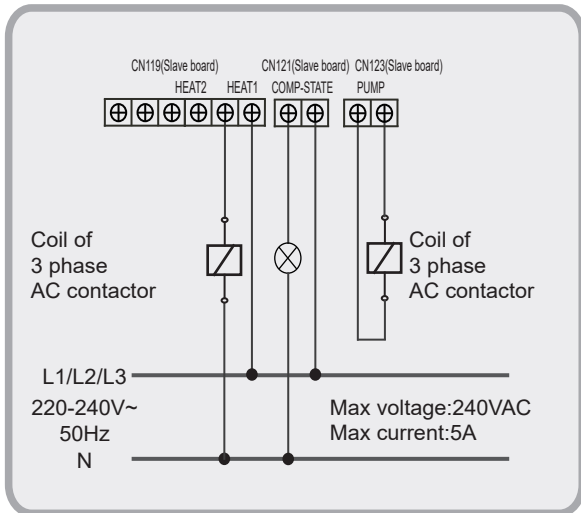 CN119(Slave board) CN121(Slave board) CN123(Slave board)
HEAT2 HEAT1 COMP-STATE PUMP
Coil of
3 phase
AC contactor
Coil of
3 phase
AC contactor
L1/L2/L3
220-240V~
50Hz
N
Max voltage:240VAC
Max current:5A